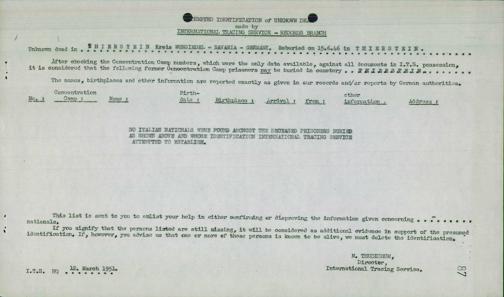 ATTEMPTED IDENTIFICATION OF UNKNOWN DEAD
made by
INTERNATIONAL TRACING SERVICE - RECORDS BRANCH
Unknown dead in . . THIERSTEIN Kreis WUNSIEDEL - BAVARIA - GERMANY, Reburied on 15.6.46 in THIERSTEIN.
After checking the Concentration Camp numbers, which were the only data available, against all documents in I.T.S. possession,
it is considered that the following former Concentration Camp prisoners may be buried in cemetery . . THIERSTEIN. . .
The names, birthplaces and other information are reported exactly as given in our records and/or reports by German authorities.
No. : Concentration Camp : Name : Birth-date : Birthplace : Arrival : From : other information . Address :
NO ITALIAN NATIONALS WERE FOUND AMONGST THE DECEASED PRISONERS BURIED
AS SHOWN ABOVE AND WHOSE IDENTIFICATION INTERNATIONAL TRACING SERVICE
ATTEMPTED TO ESTABLISH.
This list is sent to you to enlist your help in either confirming or disproving the information given concerning . . . . . . . .
nationals.
If you signify that the persons listed are still missing, it will be considered as additional evidence in support of the presumed
identification. If, however, you advise us that one or more of those persons is known to be alive, we must delete the identification.
Director,
International Tracing Service.
I.T.S. HQ 12. March 1951.
87